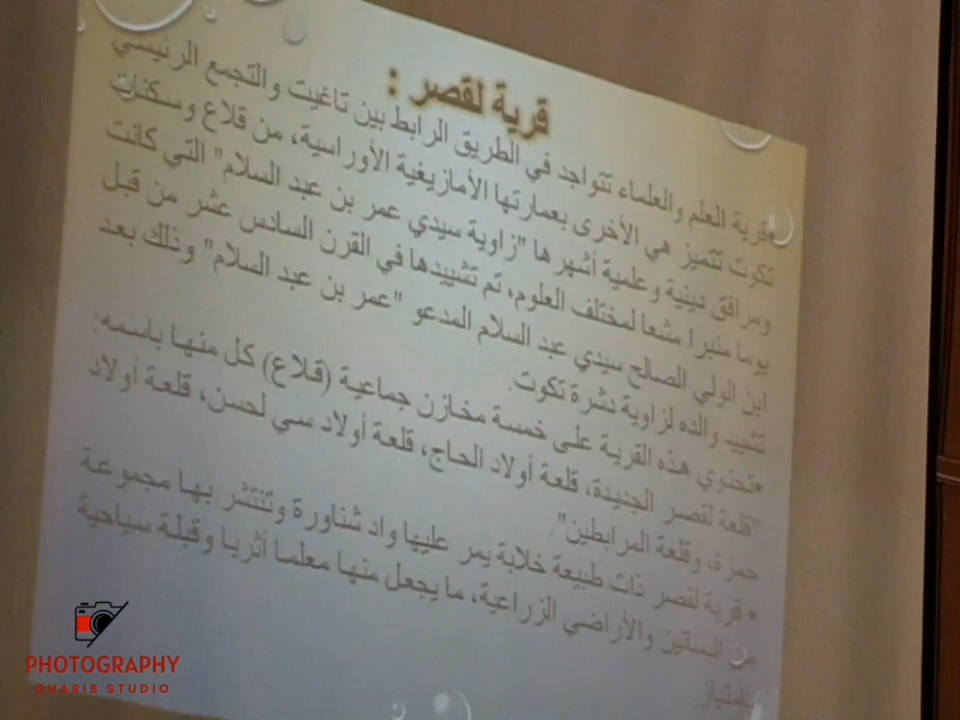 قرية لقصر :
•قرية العلم والعلماء تتواجد في الطريق الرابط بين تاغيت والتجمع الرئيسي
تكوت تتميز هي الأخرى بعمارتها الأمازيغية الأوراسية، من قلاع وسكنات
ومرافق دينية وعلمية أشهرها "زاوية سيدي عمر بن عبد السلام" التي كانت
يوما منبرا مشعا لمختلف العلوم، تم تشييدها في القرن السادس عشر من قبل
ابن الولي الصالح سيدي عبد السلام المدعو "عمر بن عبد السلام" وذلك بعد
تشييد والده لزاوية نشرة تكوت.
•تحتوي هذه القرية على خمسة مخازن جماعية (قلاع) كل منها باسمه:
"قلعة لقصر الجديدة، قلعة أولاد الحاج، قلعة أولاد سي لحسن، قلعة أولاد
حمزة، وقلعة المرابطين".
• قرية لقصر ذات طبيعة خلابة يمر عليها واد شناورة وتنتشر بها مجموعة
من البساتين والأراضي الزراعية، ما يجعل منها معلما أثريا وقبلة سياحية
بامتياز.
PHOTOGRAPHY
GHARIB STUDIO